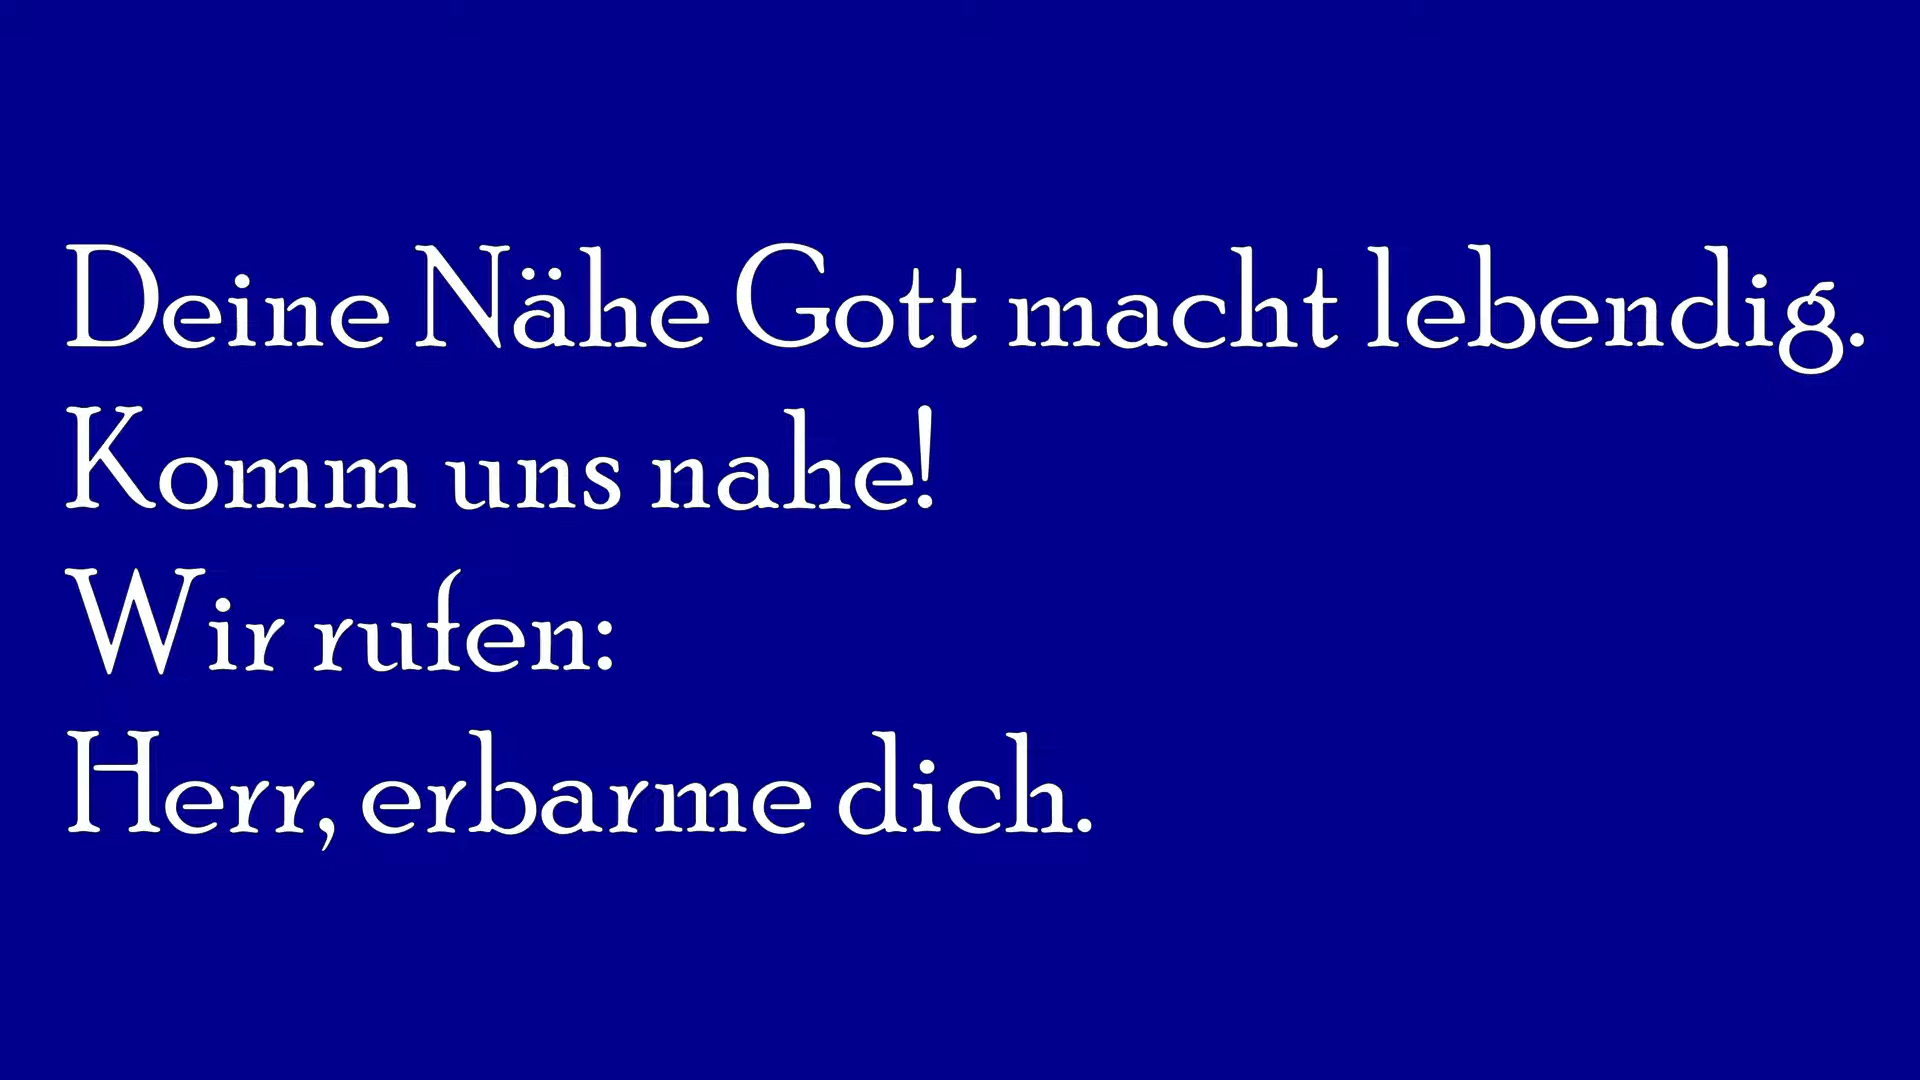 Deine Nähe Gott macht lebendig.
Komm uns nahe!
Wir rufen:
Herr, erbarme dich.